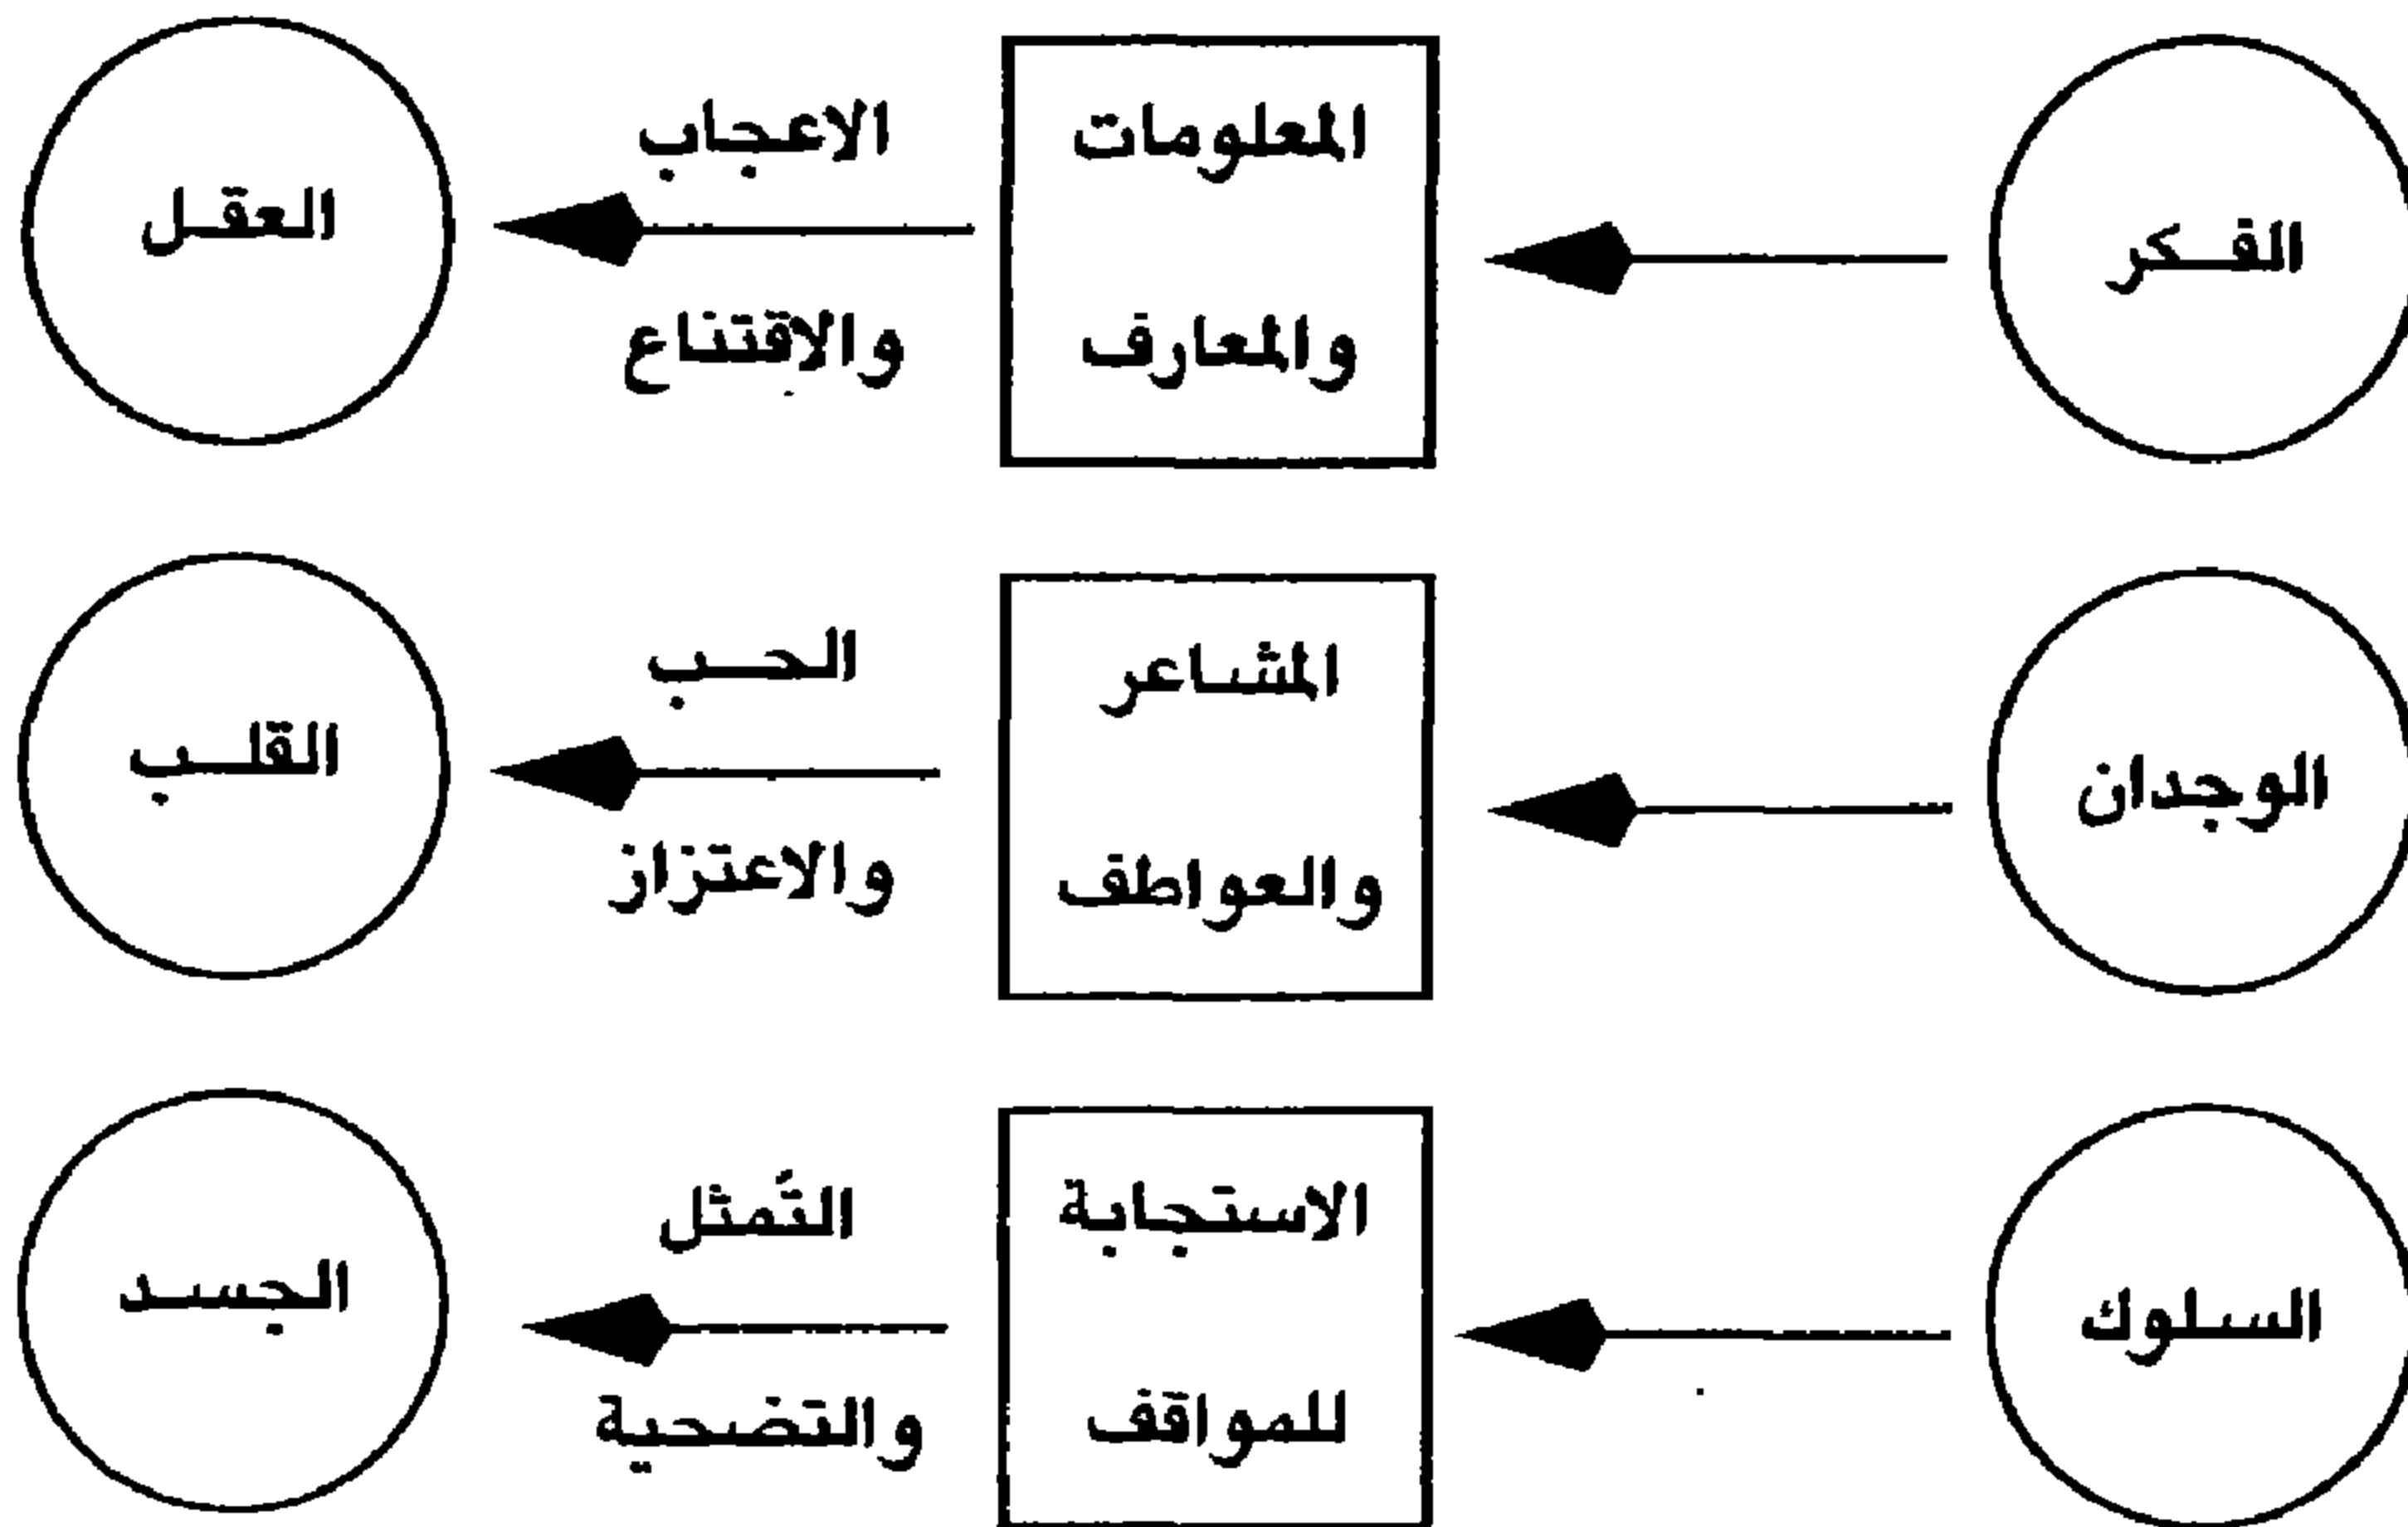 الفكر
المعلومات
والمعارف
الاعجاب
والاقتناع
العقل
الوجدان
المشاعر
والعواطف
الحب
والاعتزاز
القلب
السلوك
الاستجابة
للمواقف
التمثل
والتضحية
الجسد